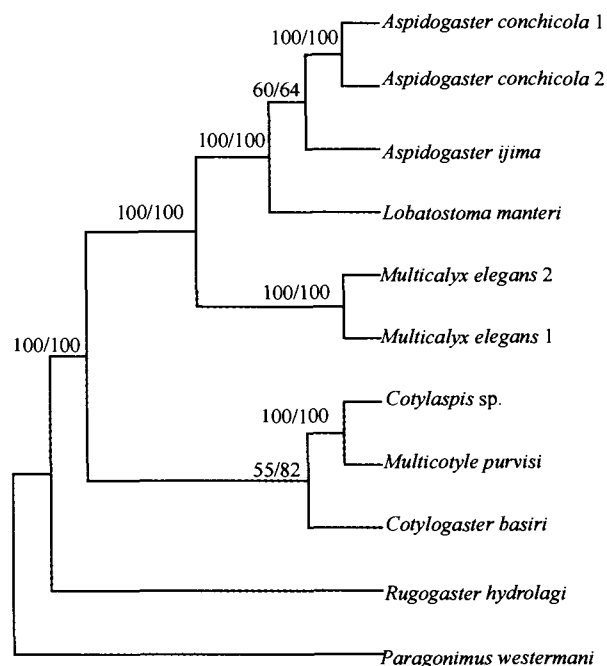 Aspidogaster conchicola 1
100/100
Aspidogaster conchicola 2
60/64
100/100
Aspidogaster ijima
Lobatostoma manteri
100/100
Multicalyx elegans 2
100/100
Multicalyx elegans 1
100/100
Cotylaspis sp.
100/100
Multicotyle purvisi
55/82
Cotylogaster basiri
Rugogaster hydrolagi
Paragonimus westermani